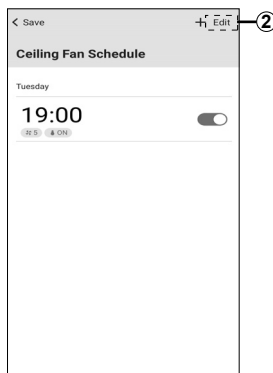 < Save + Edit ②
Ceiling Fan Schedule
Tuesday
19:00
5 ON